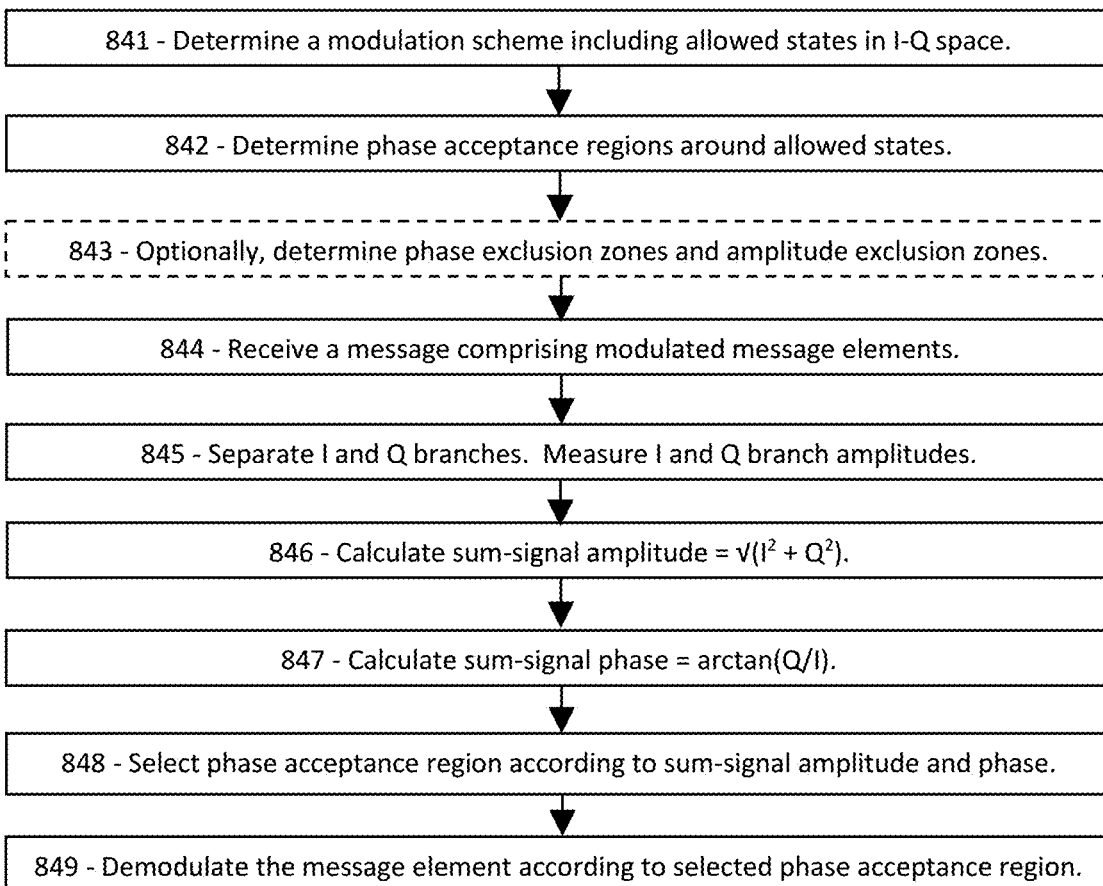 841 - Determine a modulation scheme including allowed states in I-Q space.
842 - Determine phase acceptance regions around allowed states.
843 - Optionally, determine phase exclusion zones and amplitude exclusion zones.
844 - Receive a message comprising modulated message elements.
845 - Separate I and Q branches.  Measure I and Q branch amplitudes.
846 - Calculate sum-signal amplitude = √(I² + Q²).
847 - Calculate sum-signal phase = arctan(Q/I).
848 - Select phase acceptance region according to sum-signal amplitude and phase.
849 - Demodulate the message element according to selected phase acceptance region.